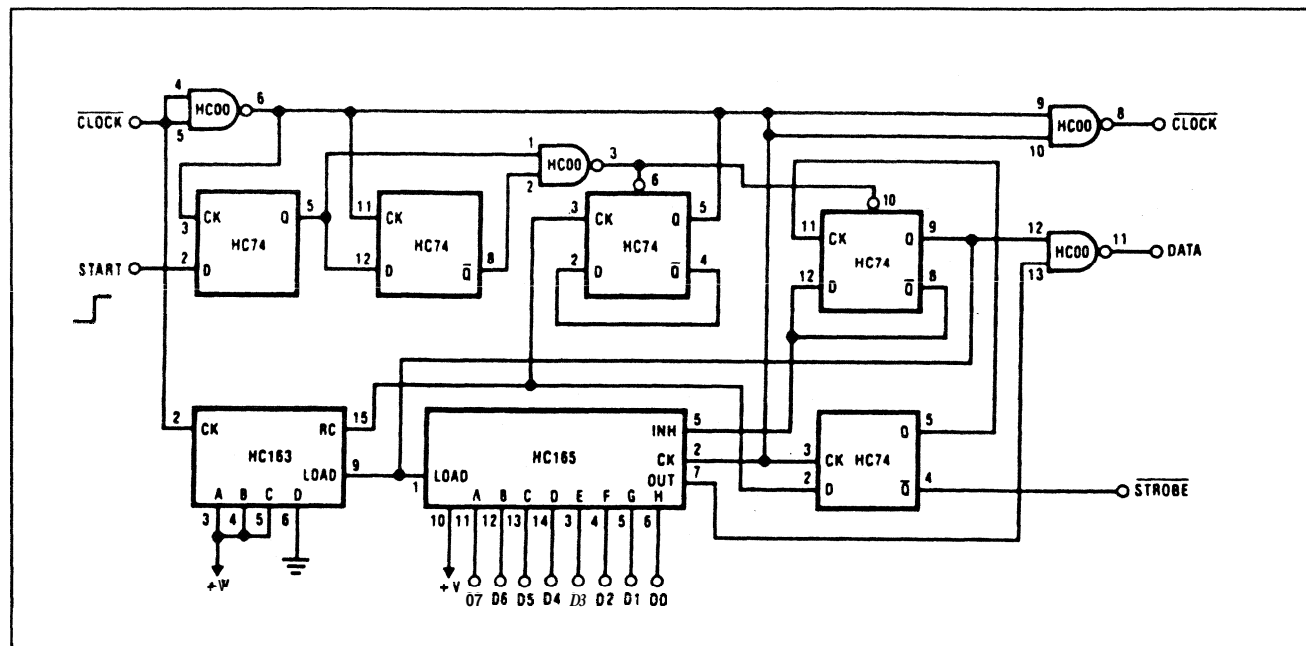 4
HC00
6
CLOCK
5
9
HC00
8
CLOCK
10
1
HC00
3
2
6
10
3
CK
Q
5
HC74
START
2
D
11
CK
HC74
12
D
Q
8
3
CK
Q
5
HC74
2
D
Q
4
11
CK
Q
9
HC74
12
D
Q
8
12
HC00
11
DATA
13
2
CK
RC
15
HC163
LOAD
9
A
B
C
D
3
4
5
6
+V
HC165
INH
5
CK
2
OUT
7
LOAD
1
A
B
C
D
E
F
G
H
10
11
12
13
14
3
4
5
6
+V
D7
D6
D5
D4
D3
D2
D1
D0
3
CK
Q
5
HC74
2
D
Q
4
STROBE